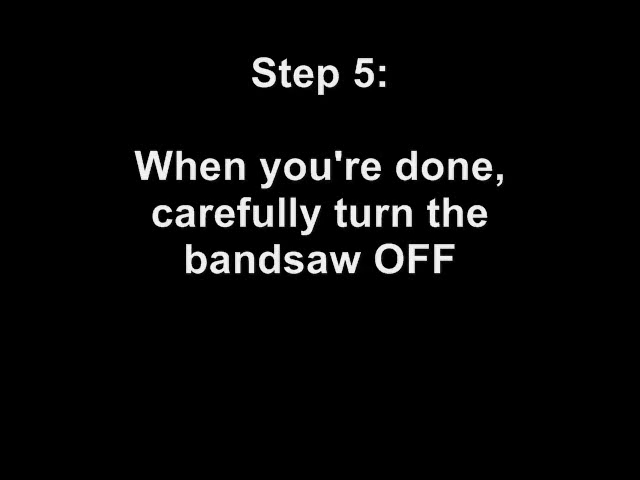 Step 5:
When you're done,
carefully turn the
bandsaw OFF